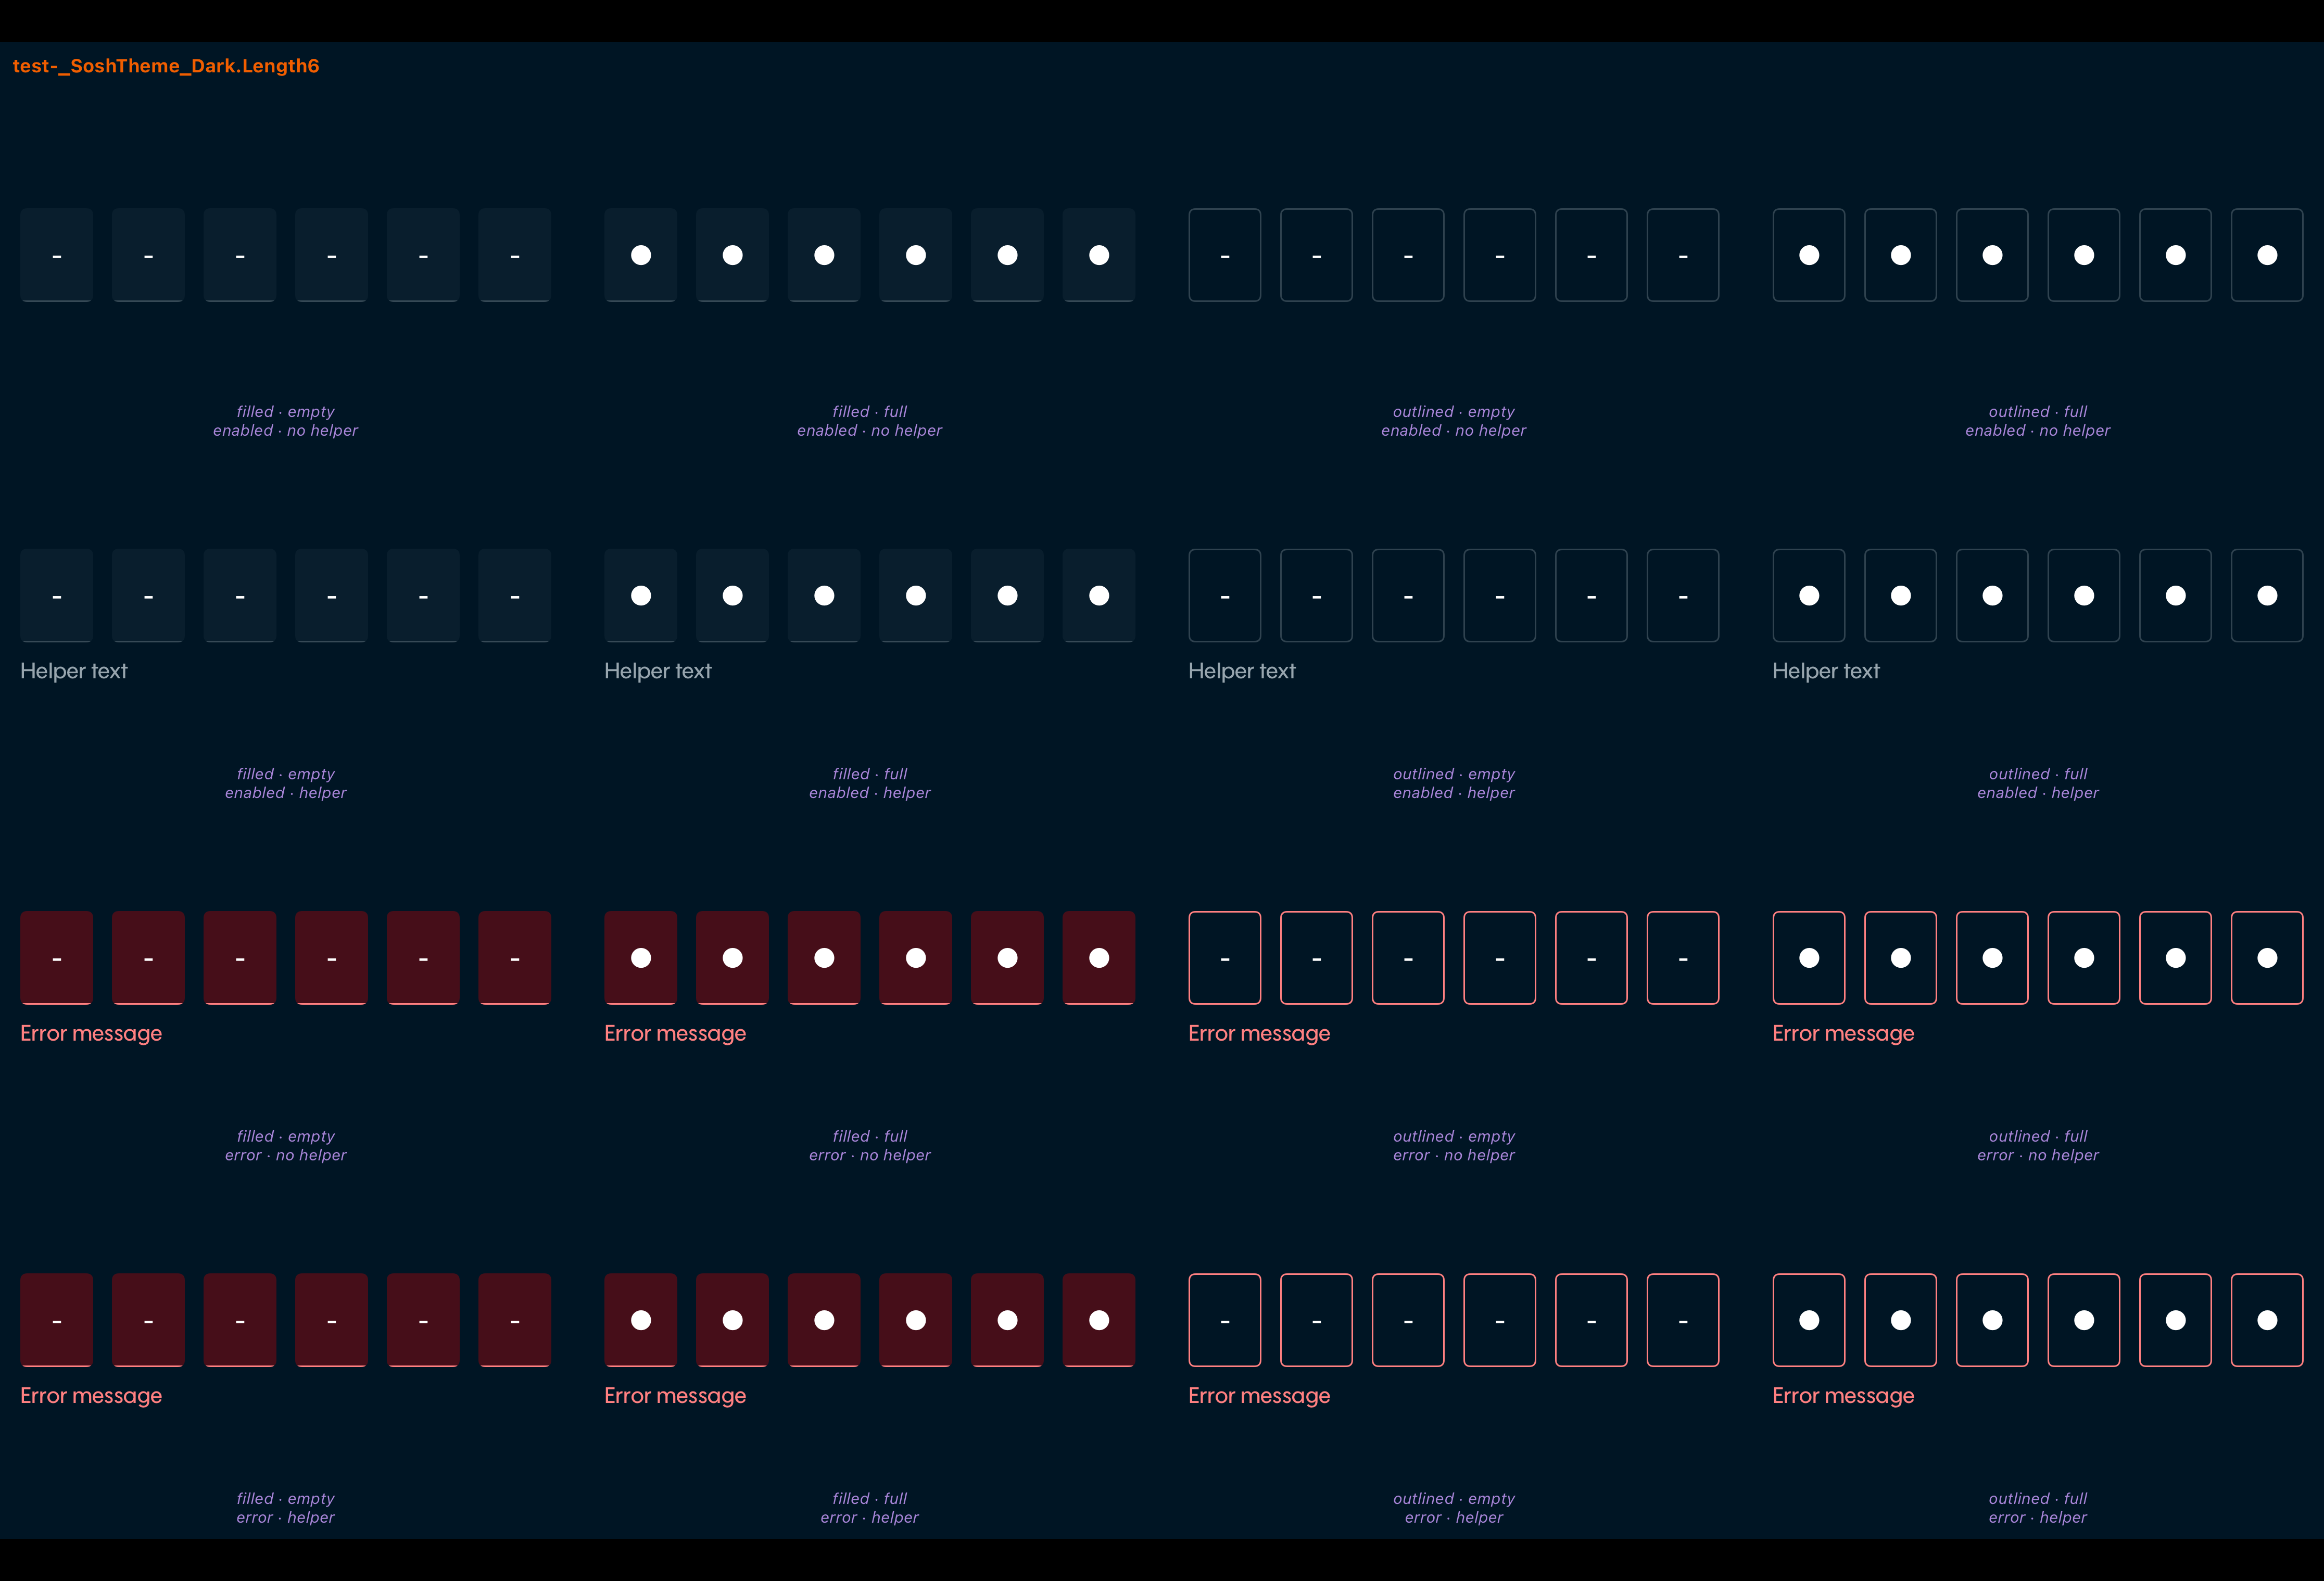 test-_SoshTheme_Dark.Length6
- - - - - - ● ● ● ● ● ● - - - - - - ● ● ● ● ● ●
filled · empty filled · full outlined · empty outlined · full
enabled · no helper enabled · no helper enabled · no helper enabled · no helper
- - - - - - ● ● ● ● ● ● - - - - - - ● ● ● ● ● ●
Helper text Helper text Helper text Helper text
filled · empty filled · full outlined · empty outlined · full
enabled · helper enabled · helper enabled · helper enabled · helper
- - - - - - ● ● ● ● ● ● - - - - - - ● ● ● ● ● ●
Error message Error message Error message Error message
filled · empty filled · full outlined · empty outlined · full
error · no helper error · no helper error · no helper error · no helper
- - - - - - ● ● ● ● ● ● - - - - - - ● ● ● ● ● ●
Error message Error message Error message Error message
filled · empty filled · full outlined · empty outlined · full
error · helper error · helper error · helper error · helper